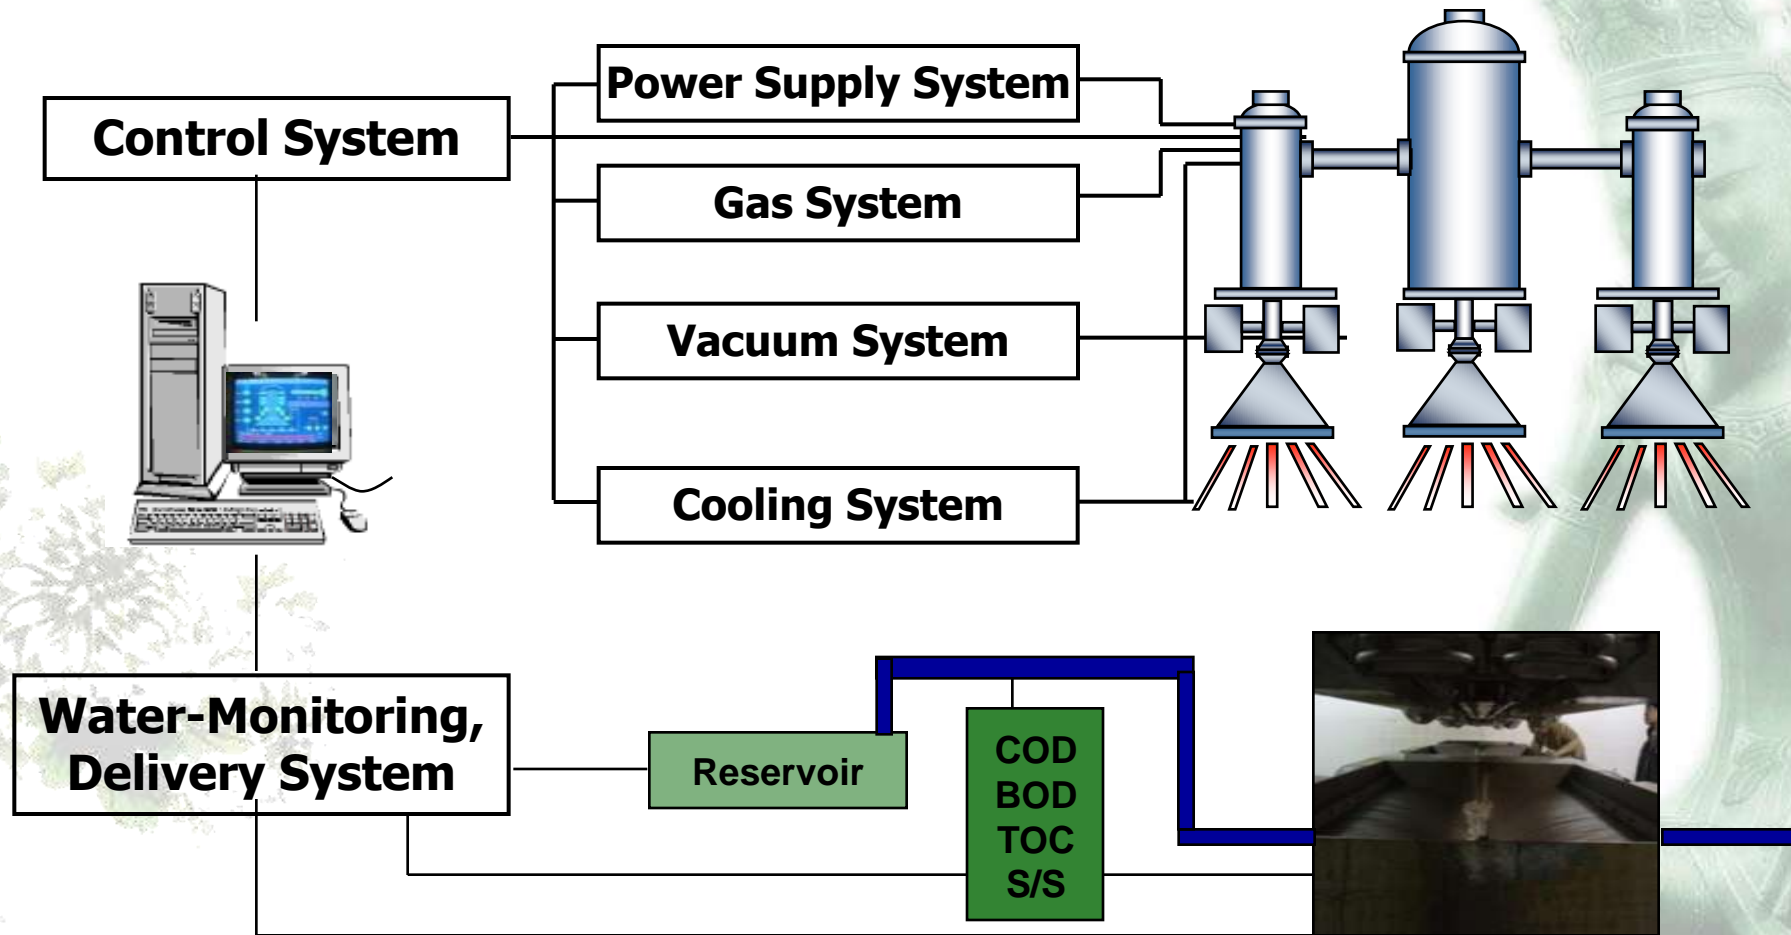 Power Supply System
Control System
Gas System
Vacuum System
Cooling System
Water-Monitoring,
Delivery System
Reservoir
COD
BOD
TOC
S/S